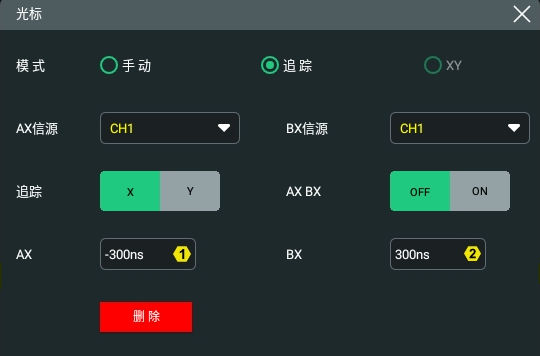 光标
模式 手动 追踪 XY
AX信源 CH1 BX信源 CH1
追踪 X Y AX BX OFF ON
AX -300ns 1 BX 300ns 2
删除